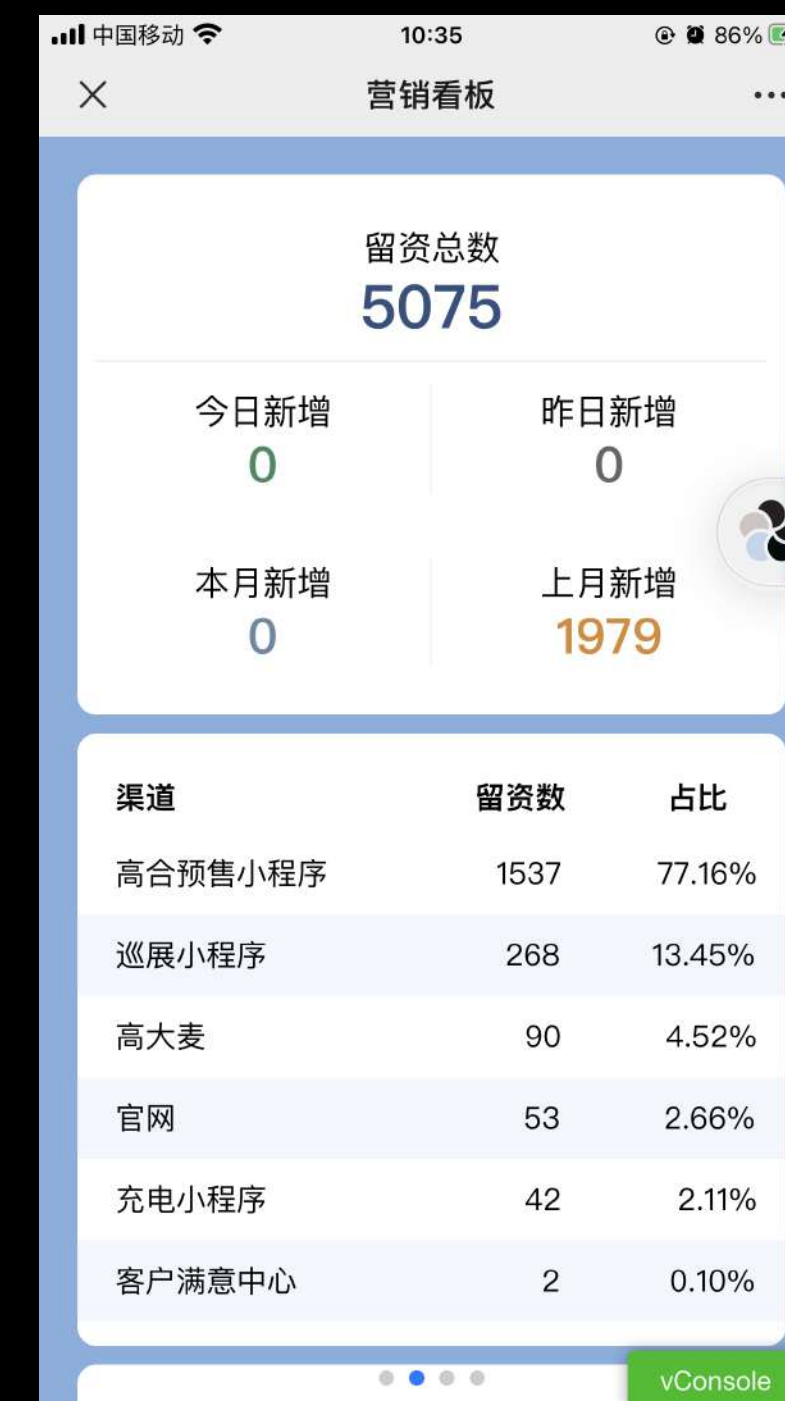 中国移动 10:35 86%
营销看板
留资总数
5075
今日新增 昨日新增
0 0
本月新增 上月新增
0 1979
渠道 留资数 占比
高合预售小程序 1537 77.16%
巡展小程序 268 13.45%
高大麦 90 4.52%
官网 53 2.66%
充电小程序 42 2.11%
客户满意中心 2 0.10%
vConsole